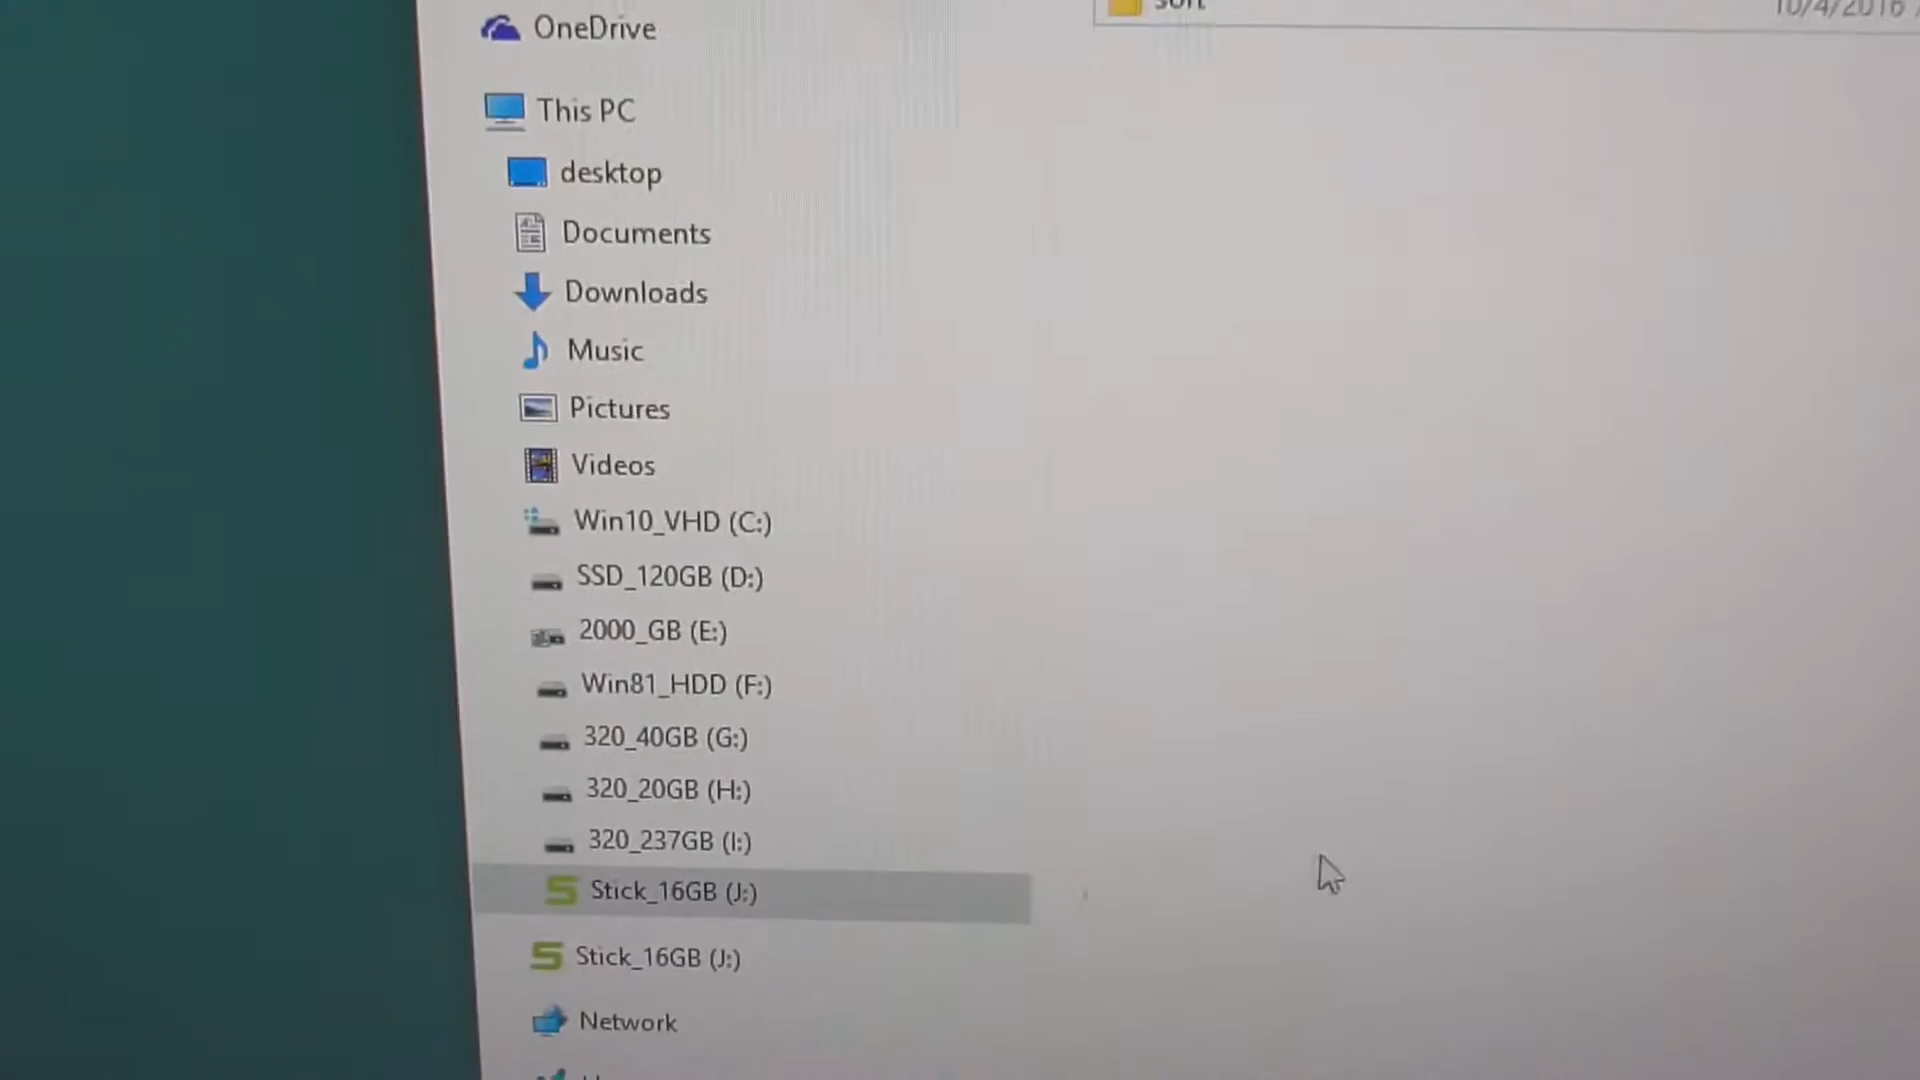 OneDrive
soft
10/4/2016
This PC
desktop
Documents
Downloads
Music
Pictures
Videos
Win10_VHD (C:)
SSD_120GB (D:)
2000_GB (E:)
Win81_HDD (F:)
320_40GB (G:)
320_20GB (H:)
320_237GB (I:)
Stick_16GB (J:)
Stick_16GB (J:)
Network